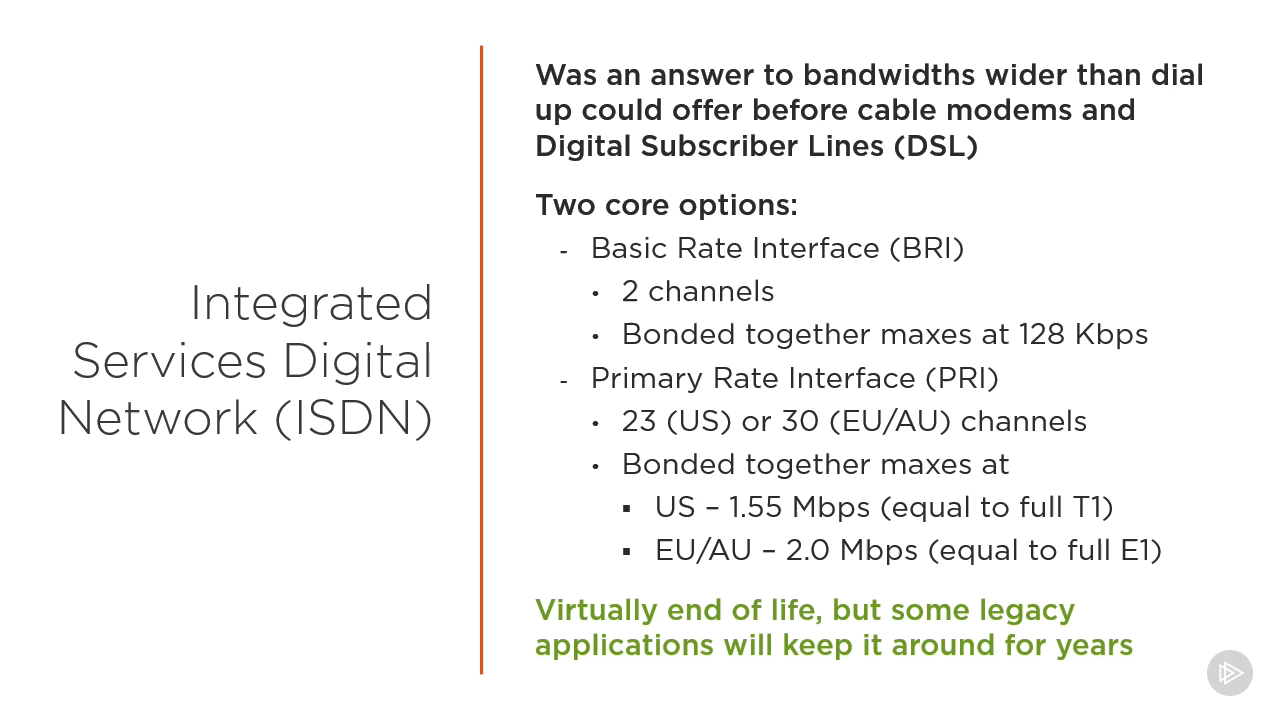 Integrated
Services Digital
Network (ISDN)
Was an answer to bandwidths wider than dial
up could offer before cable modems and
Digital Subscriber Lines (DSL)
Two core options:
- Basic Rate Interface (BRI)
• 2 channels
• Bonded together maxes at 128 Kbps
- Primary Rate Interface (PRI)
• 23 (US) or 30 (EU/AU) channels
• Bonded together maxes at
▪ US – 1.55 Mbps (equal to full T1)
▪ EU/AU – 2.0 Mbps (equal to full E1)
Virtually end of life, but some legacy
applications will keep it around for years